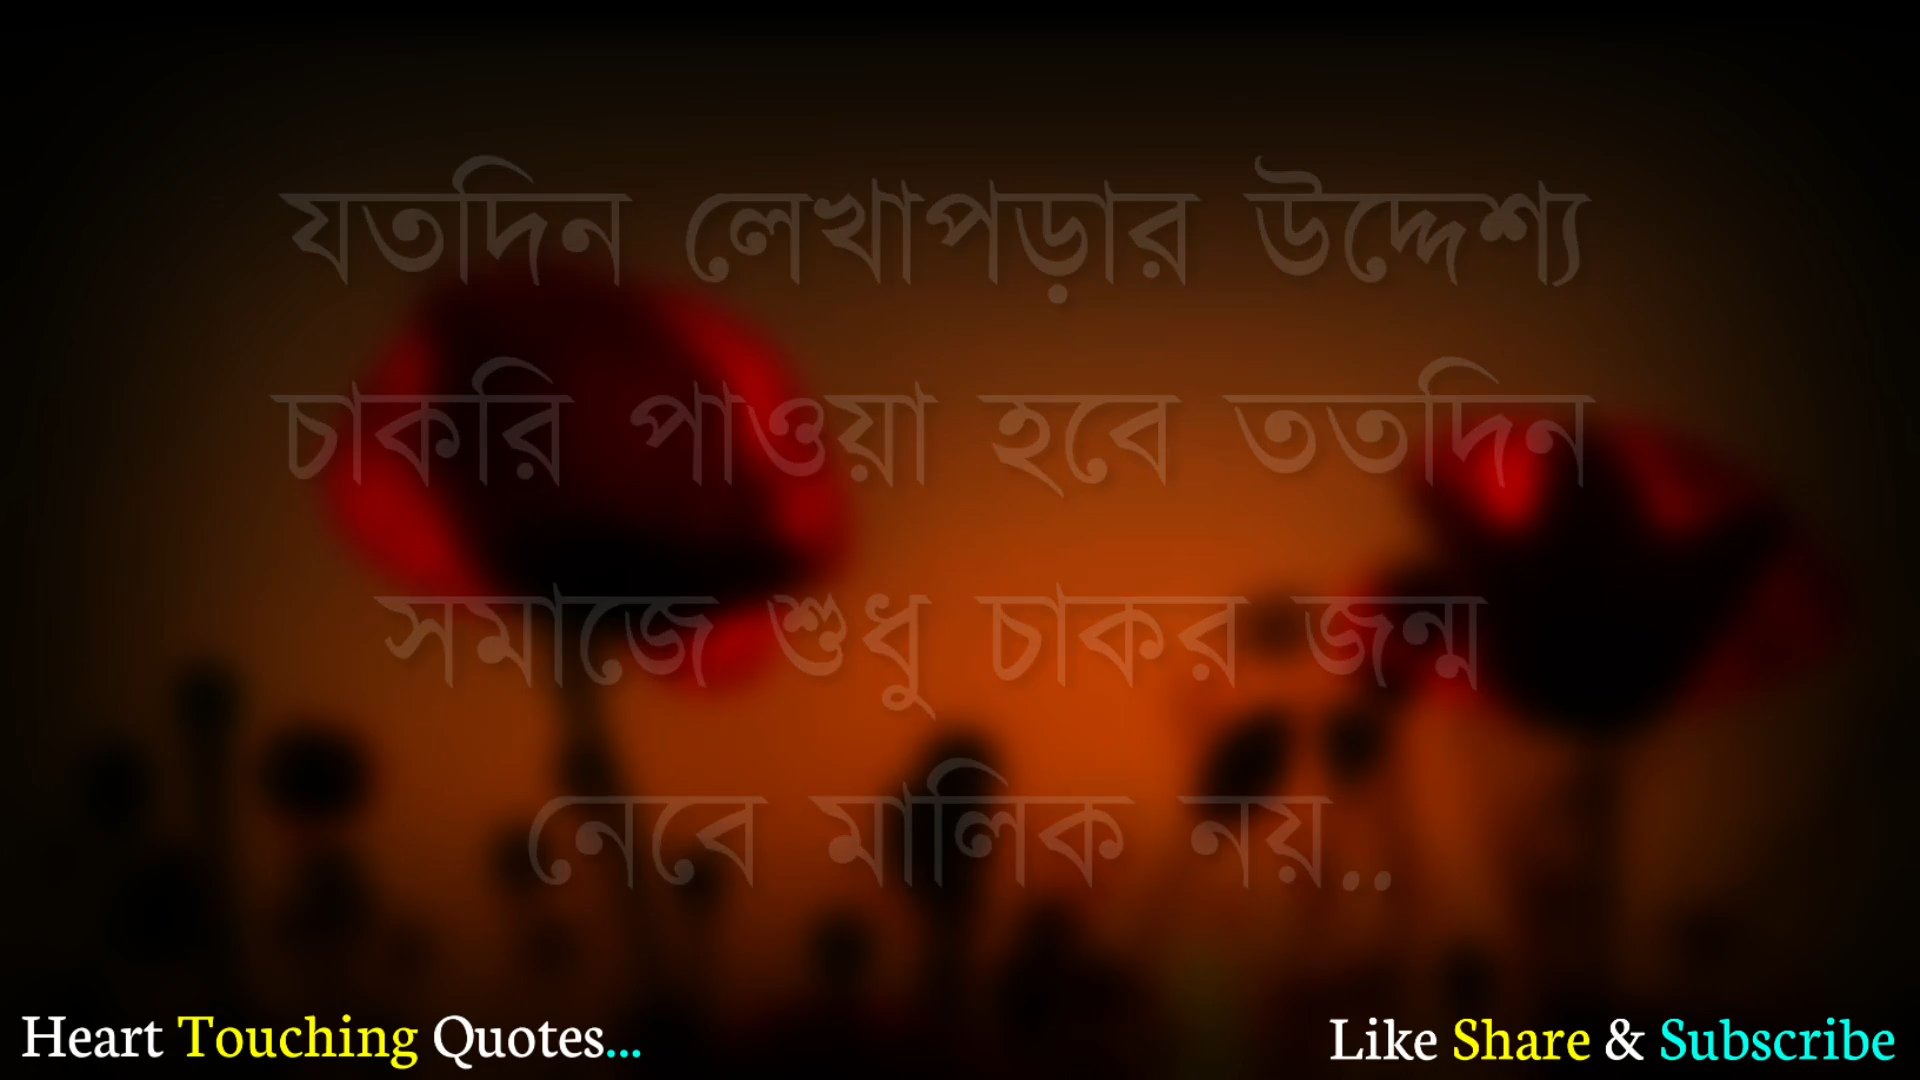 যতদিন লেখাপড়ার উদ্দেশ্য
চাকরি পাওয়া হবে ততদিন
সমাজে শুধু চাকর জন্ম
নেবে মালিক নয়..
Heart Touching Quotes...
Like Share & Subscribe